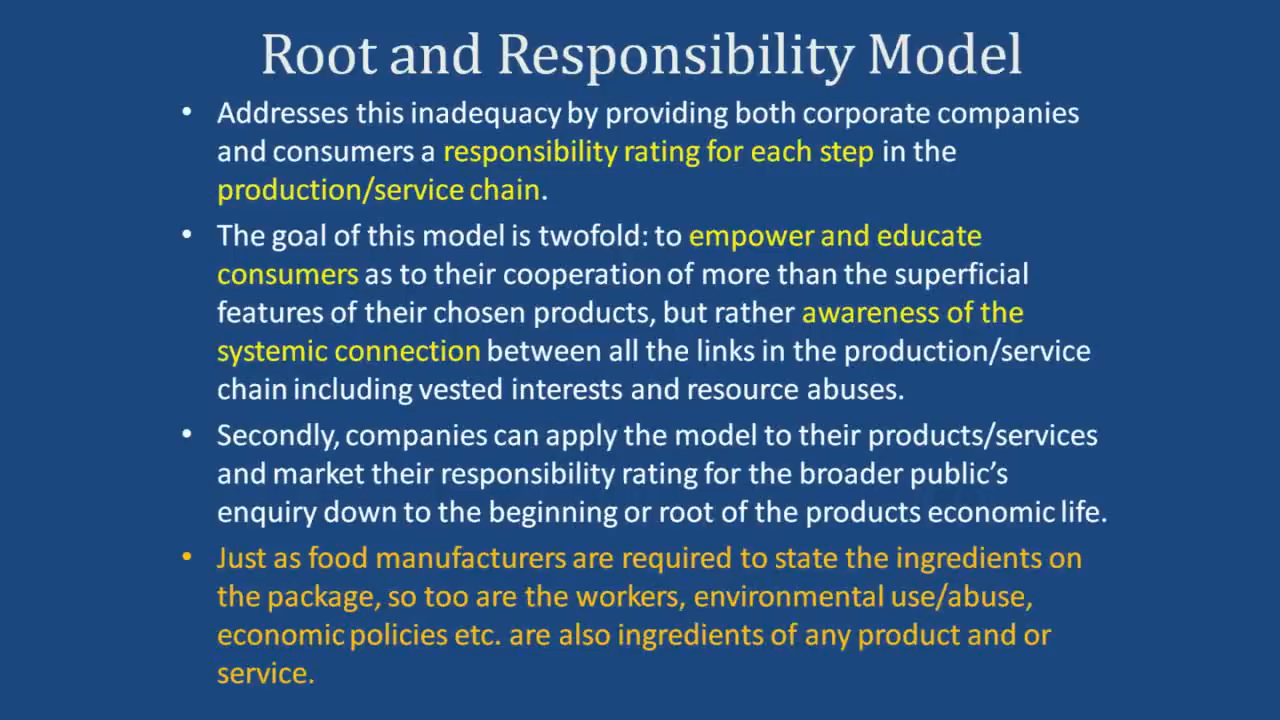 Root and Responsibility Model
• Addresses this inadequacy by providing both corporate companies
and consumers a responsibility rating for each step in the
production/service chain.
• The goal of this model is twofold: to empower and educate
consumers as to their cooperation of more than the superficial
features of their chosen products, but rather awareness of the
systemic connection between all the links in the production/service
chain including vested interests and resource abuses.
• Secondly, companies can apply the model to their products/services
and market their responsibility rating for the broader public’s
enquiry down to the beginning or root of the products economic life.
• Just as food manufacturers are required to state the ingredients on
the package, so too are the workers, environmental use/abuse,
economic policies etc. are also ingredients of any product and or
service.